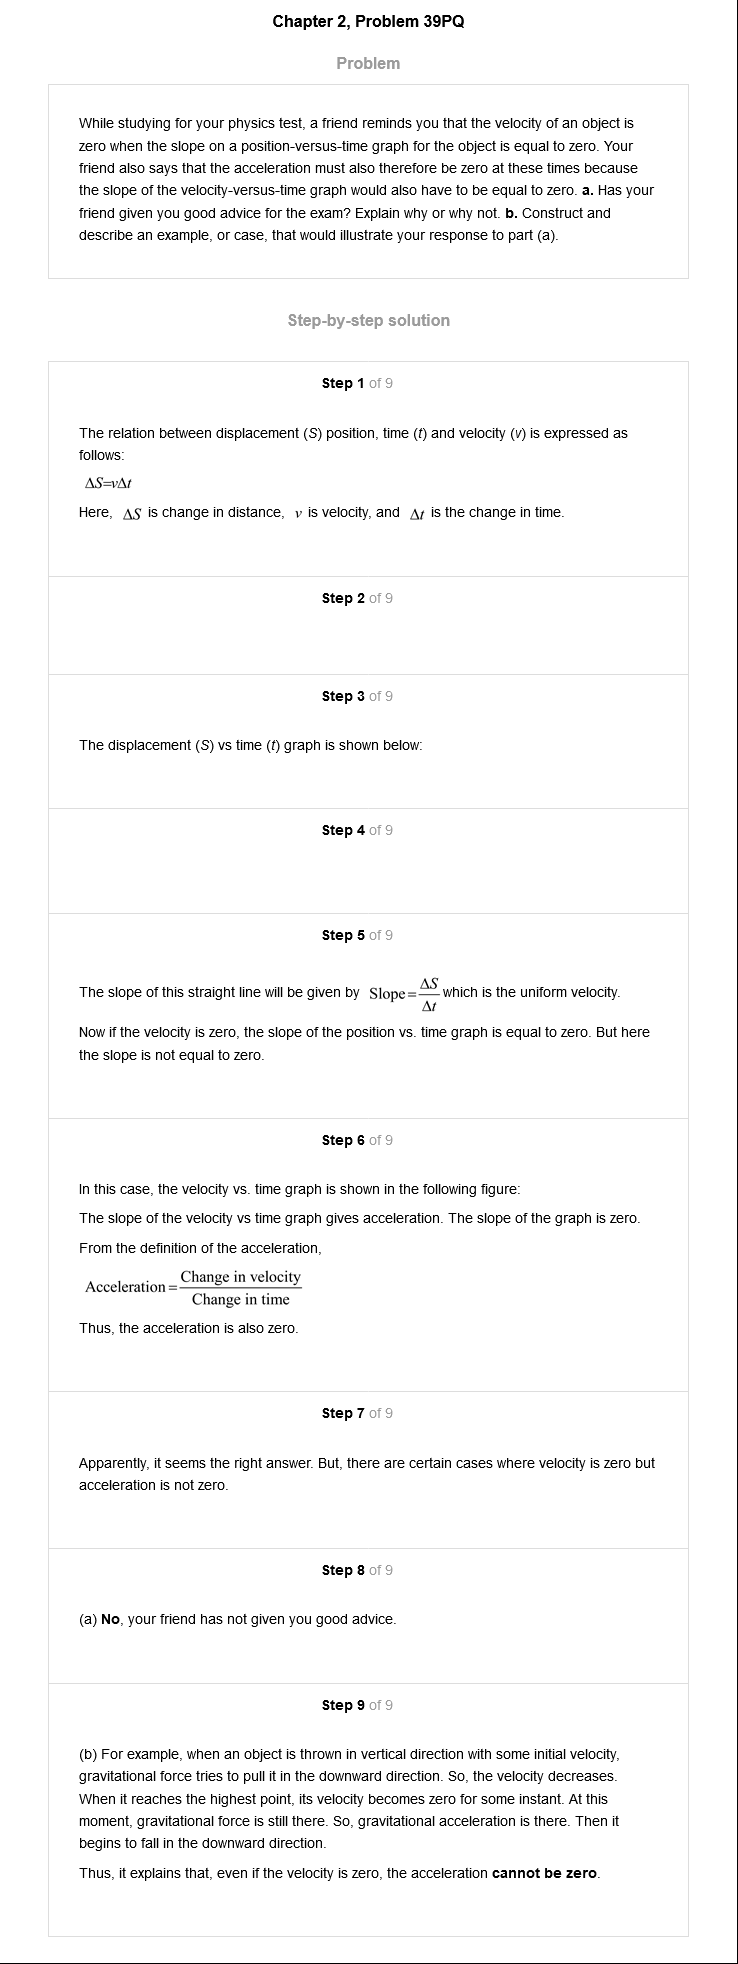 Chapter 2, Problem 39PQ
Problem
While studying for your physics test, a friend reminds you that the velocity of an object is
zero when the slope on a position-versus-time graph for the object is equal to zero. Your
friend also says that the acceleration must also therefore be zero at these times because
the slope of the velocity-versus-time graph would also have to be equal to zero. a. Has your
friend given you good advice for the exam? Explain why or why not. b. Construct and
describe an example, or case, that would illustrate your response to part (a).
Step-by-step solution
Step 1 of 9
The relation between displacement (S) position, time (t) and velocity (v) is expressed as
follows:
ΔS=vΔt
Here, ΔS is change in distance, v is velocity, and Δt is the change in time.
Step 2 of 9
Step 3 of 9
The displacement (S) vs time (t) graph is shown below:
Step 4 of 9
Step 5 of 9
The slope of this straight line will be given by Slope=ΔS/Δt which is the uniform velocity.
Now if the velocity is zero, the slope of the position vs. time graph is equal to zero. But here
the slope is not equal to zero.
Step 6 of 9
In this case, the velocity vs. time graph is shown in the following figure:
The slope of the velocity vs time graph gives acceleration. The slope of the graph is zero.
From the definition of the acceleration,
Acceleration=Change in velocity/Change in time
Thus, the acceleration is also zero.
Step 7 of 9
Apparently, it seems the right answer. But, there are certain cases where velocity is zero but
acceleration is not zero.
Step 8 of 9
(a) No, your friend has not given you good advice.
Step 9 of 9
(b) For example, when an object is thrown in vertical direction with some initial velocity,
gravitational force tries to pull it in the downward direction. So, the velocity decreases.
When it reaches the highest point, its velocity becomes zero for some instant. At this
moment, gravitational force is still there. So, gravitational acceleration is there. Then it
begins to fall in the downward direction.
Thus, it explains that, even if the velocity is zero, the acceleration cannot be zero.